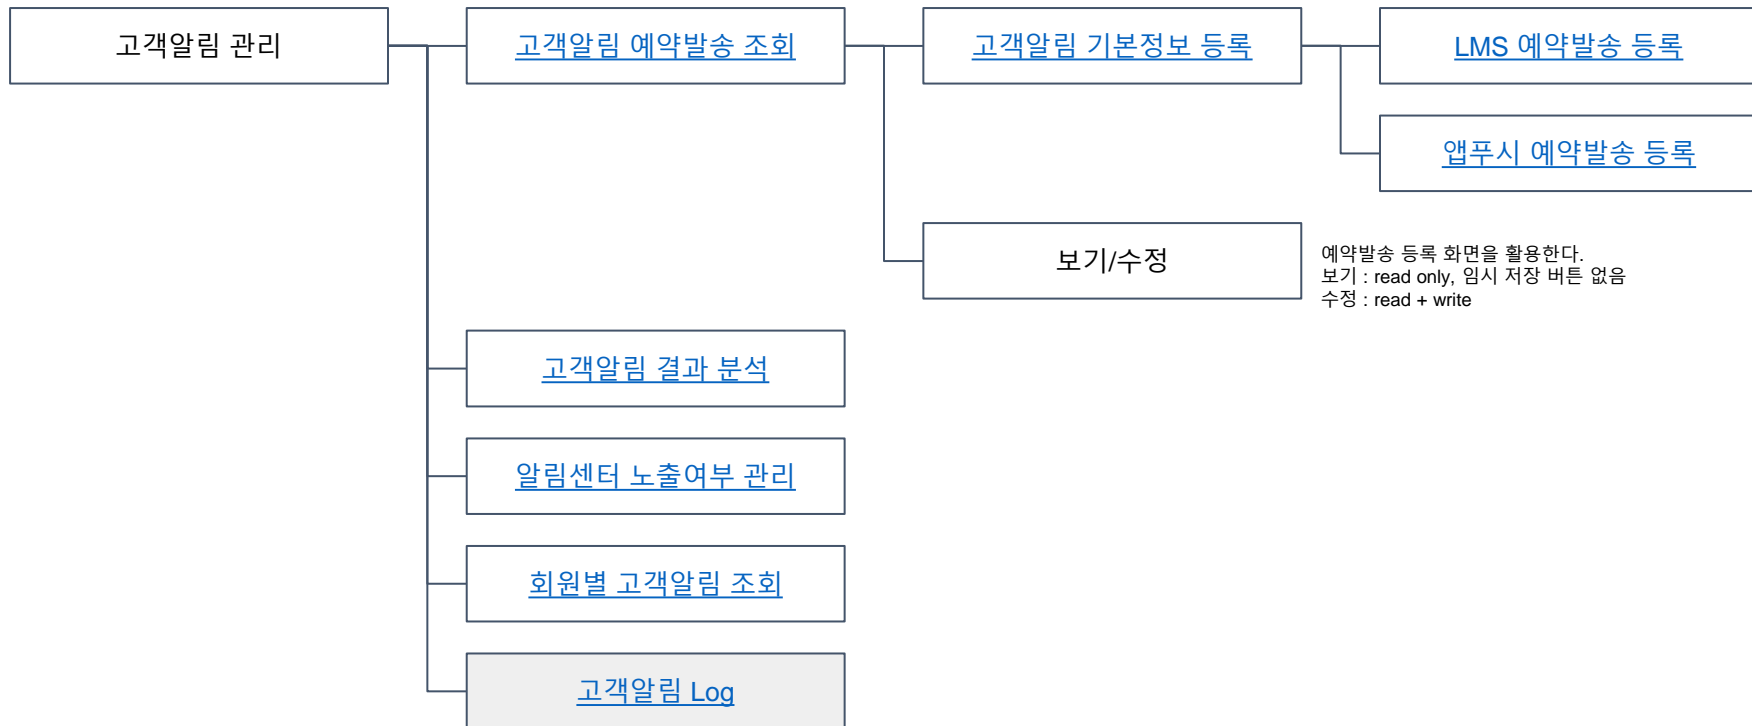 고객알림 관리
고객알림 예약발송 조회
고객알림 기본정보 등록
LMS 예약발송 등록
앱푸시 예약발송 등록
보기/수정
예약발송 등록 화면을 활용한다.
보기 : read only, 임시 저장 버튼 없음
수정 : read + write
고객알림 결과 분석
알림센터 노출여부 관리
회원별 고객알림 조회
고객알림 Log